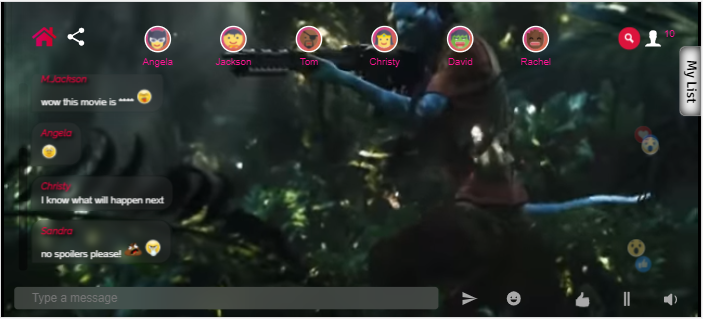 10
Angela
Jackson
Tom
Christy
David
Rachel
My List
M.Jackson
wow this movie is ****
Angela
Christy
I know what will happen next
Sandra
no spoilers please!
Type a message